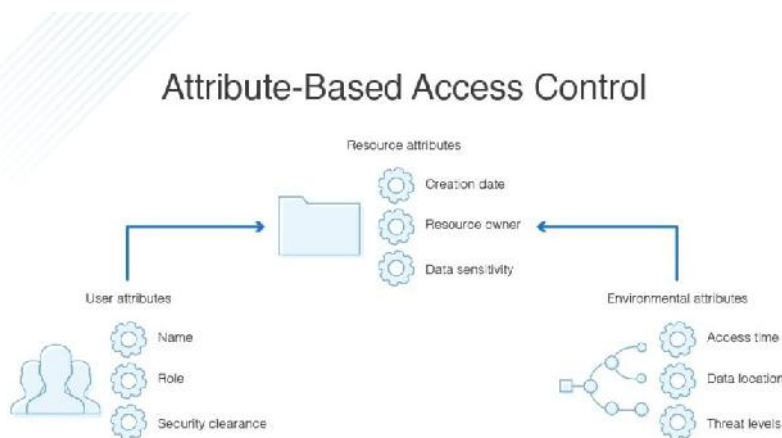 Attribute-Based Access Control
Resource attributes
Creation date
Resource owner
Data sensitivity
User attributes
Name
Role
Security clearance
Environmental attributes
Access time
Data location
Threat levels